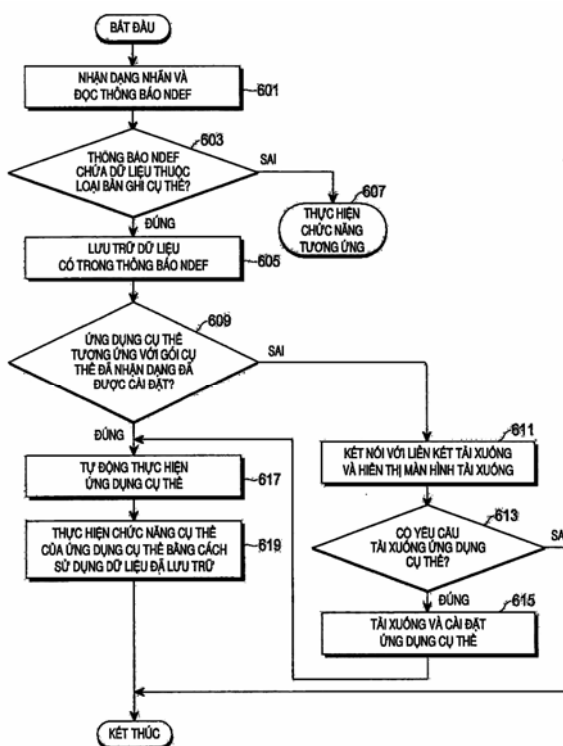 BẮT ĐẦU
NHẬN DẠNG NHÃN VÀ
ĐỌC THÔNG BÁO NDEF
601
603
THÔNG BÁO NDEF
CHỨA DỮ LIỆU THUỘC
LOẠI BẢN GHI CỤ THỂ?
SAI
607
THỰC HIỆN
CHỨC NĂNG
TƯƠNG ỨNG
ĐÚNG
LƯU TRỮ DỮ LIỆU
CÓ TRONG THÔNG BÁO NDEF
605
609
ỨNG DỤNG CỤ THỂ
TƯƠNG ỨNG VỚI GÓI CỤ
THỂ ĐÃ NHẬN DẠNG ĐÃ
ĐƯỢC CÀI ĐẶT?
SAI
611
KẾT NỐI VỚI LIÊN KẾT TẢI XUỐNG
VÀ HIỂN THỊ MÀN HÌNH TẢI XUỐNG
ĐÚNG
TỰ ĐỘNG THỰC HIỆN
ỨNG DỤNG CỤ THỂ
617
613
CÓ YÊU CẦU
TẢI XUỐNG ỨNG DỤNG
CỤ THỂ?
SAI
THỰC HIỆN CHỨC NĂNG CỤ THỂ
CỦA ỨNG DỤNG CỤ THỂ BẰNG CÁCH
SỬ DỤNG DỮ LIỆU ĐÃ LƯU TRỮ
619
ĐÚNG
615
TẢI XUỐNG VÀ CÀI ĐẶT
ỨNG DỤNG CỤ THỂ
KẾT THÚC